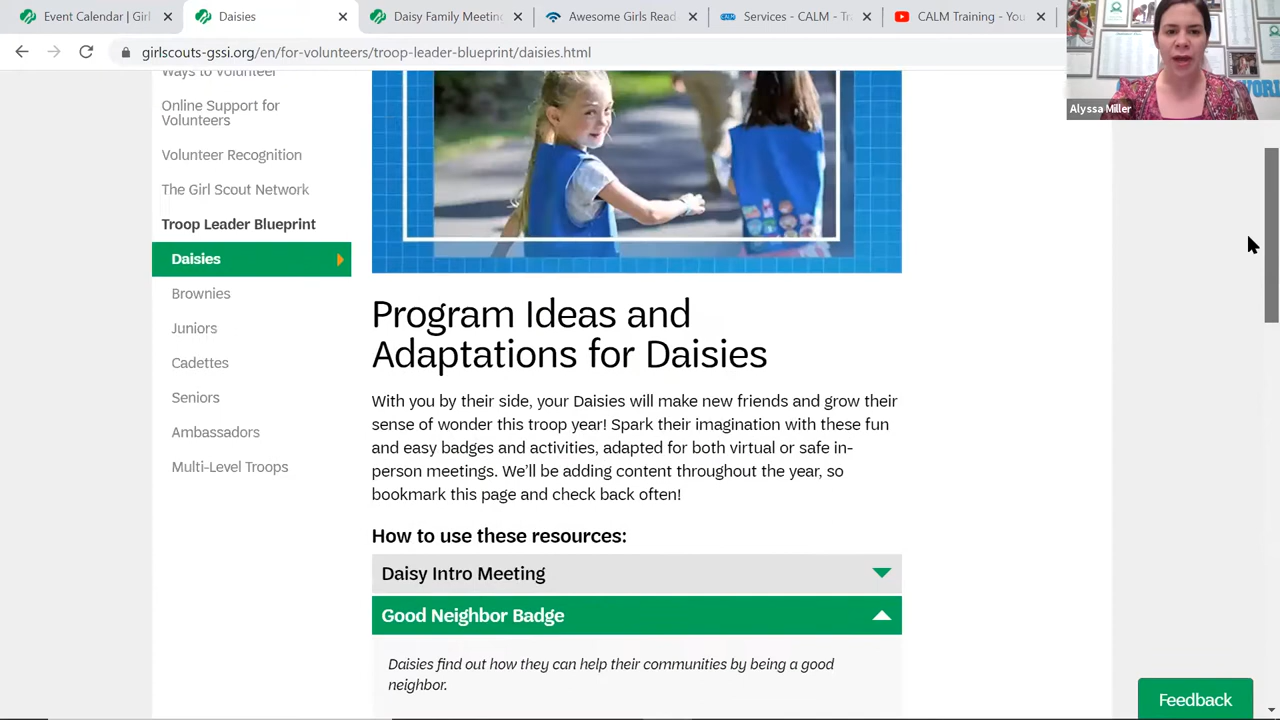 Event Calendar | Girl
Daisies
Daisy Family Meetin
Awesome Girl Read
Services - CALM -
CALM Training - Yo
girlscouts-gssi.org/for-volunteers/troop-leader-blueprint/daisies.html
Alyssa Miller
Ways to Volunteer
Online Support for
Volunteers
Volunteer Recognition
The Girl Scout Network
Troop Leader Blueprint
Daisies
Brownies
Juniors
Cadettes
Seniors
Ambassadors
Multi-Level Troops
Program Ideas and
Adaptations for Daisies
With you by their side, your Daisies will make new friends and grow their
sense of wonder this troop year! Spark their imagination with these fun
and easy badges and activities, adapted for both virtual or safe in-
person meetings. We'll be adding content throughout the year, so
bookmark this page and check back often!
How to use these resources:
Daisy Intro Meeting
Good Neighbor Badge
Daisies find out how they can help their communities by being a good
neighbor.
Feedback